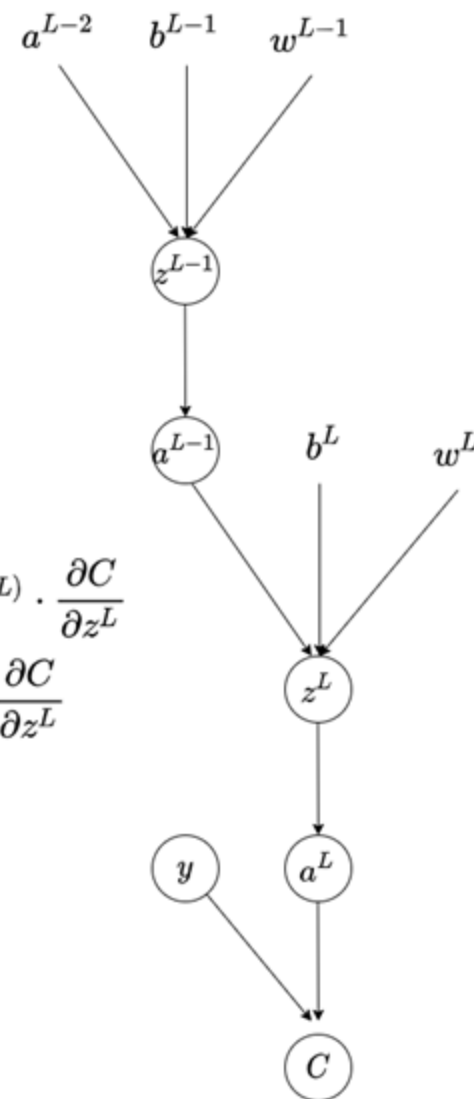 a^{L-2} b^{L-1} w^{L-1}
z^{L-1}
a^{L-1} b^L w^L
L) · ∂C/∂z^L
z^L
∂C/∂z^L
y a^L
C